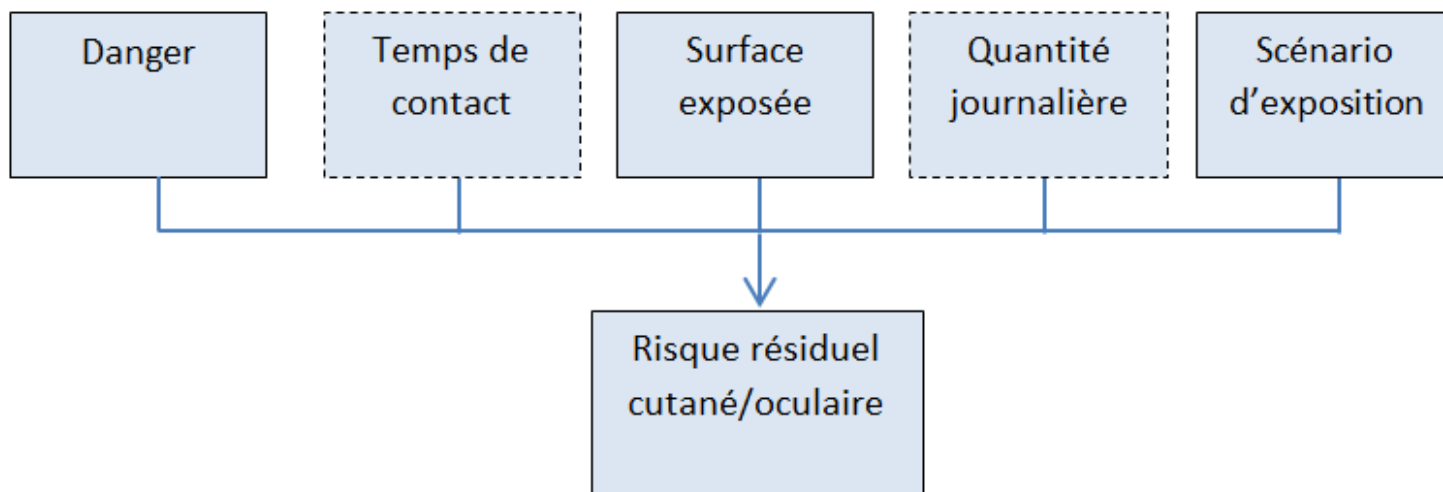 Danger
Temps de
contact
Surface
exposée
Quantité
journalière
Scénario
d’exposition
Risque résiduel
cutané/oculaire